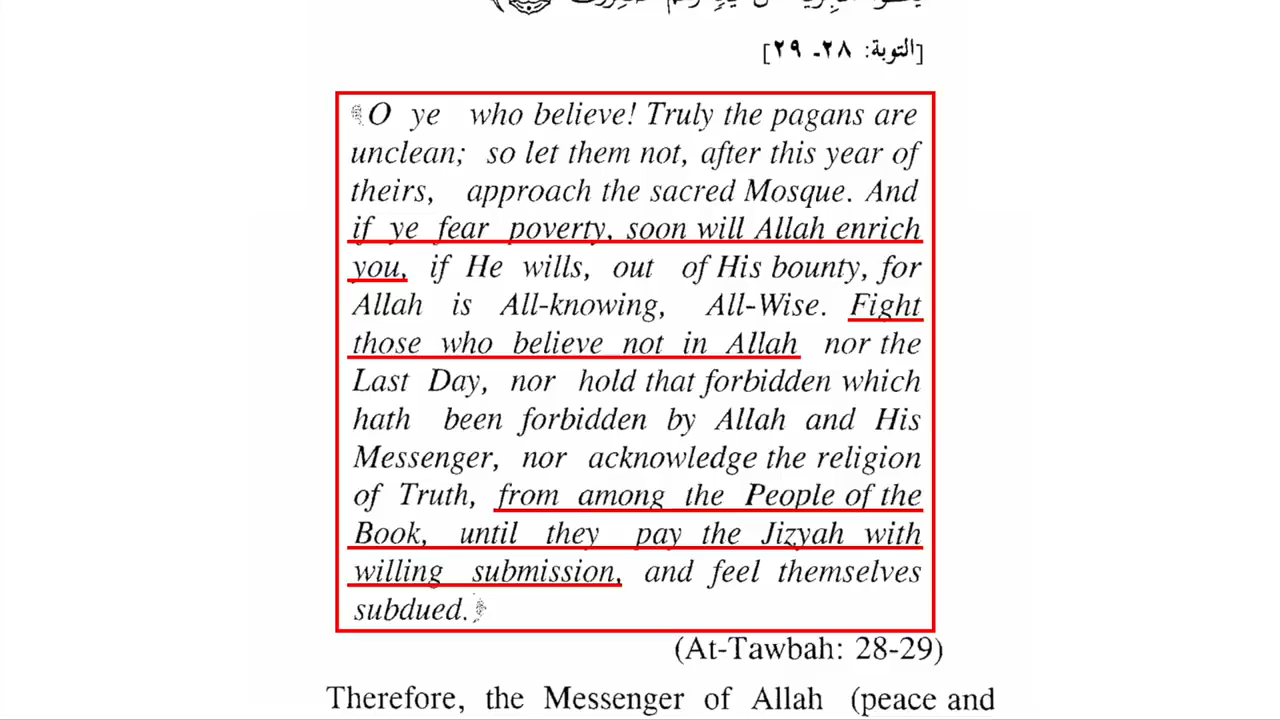 [التوبة: ٢٨ـ ٢٩]
﴿O ye who believe! Truly the pagans are
unclean; so let them not, after this year of
theirs, approach the sacred Mosque. And
if ye fear poverty, soon will Allah enrich
you, if He wills, out of His bounty, for
Allah is All-knowing, All-Wise. Fight
those who believe not in Allah nor the
Last Day, nor hold that forbidden which
hath been forbidden by Allah and His
Messenger, nor acknowledge the religion
of Truth, from among the People of the
Book, until they pay the Jizyah with
willing submission, and feel themselves
subdued.﴾
(At-Tawbah: 28-29)
Therefore, the Messenger of Allah (peace and